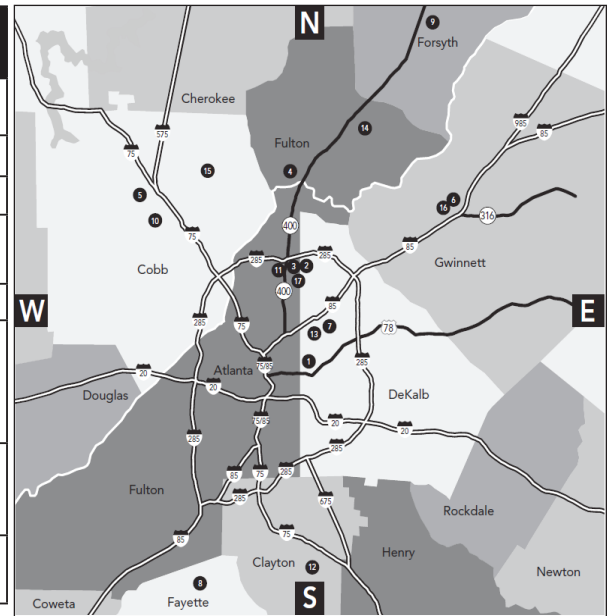 N
9
Forsyth
Cherokee
985
575
85
14
Fulton
75
15
4
5
6
16
316
10
400
75
85
285
285
Gwinnett
Cobb
11
3
2
17
400
W
E
285
85
75
13
7
78
1
75/85
285
Atlanta
20
20
Douglas
DeKalb
75/85
20
20
285
285
85
75
285
285
675
Fulton
Rockdale
85
75
Henry
Clayton
12
Newton
8
S
Coweta
Fayette